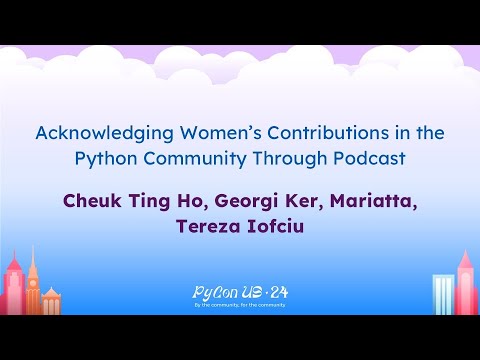 Acknowledging Women's Contributions in the
Python Community Through Podcast
Cheuk Ting Ho, Georgi Ker, Mariatta,
Tereza Iofciu
PyCon US · 24
By the community, for the community